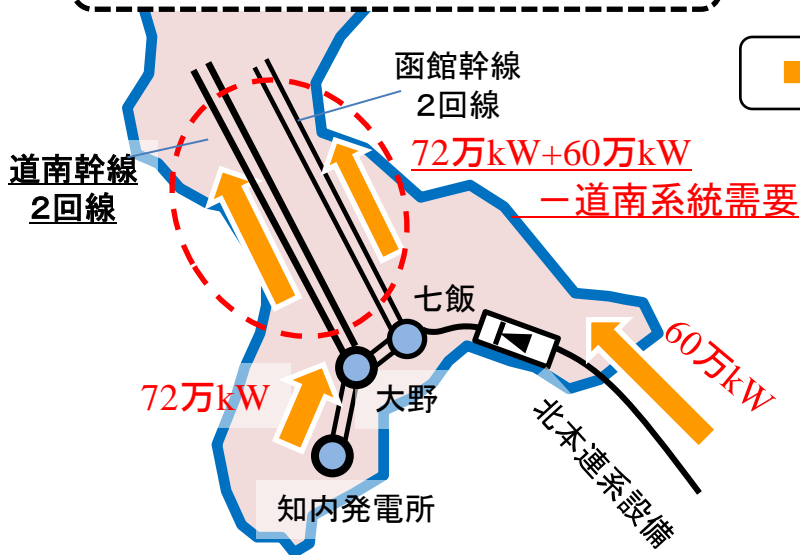 函館幹線
2回線
72万kW+60万kW
－道南系統需要
道南幹線
2回線
七飯
60万kW
72万kW
大野
北本連系設備
知内発電所